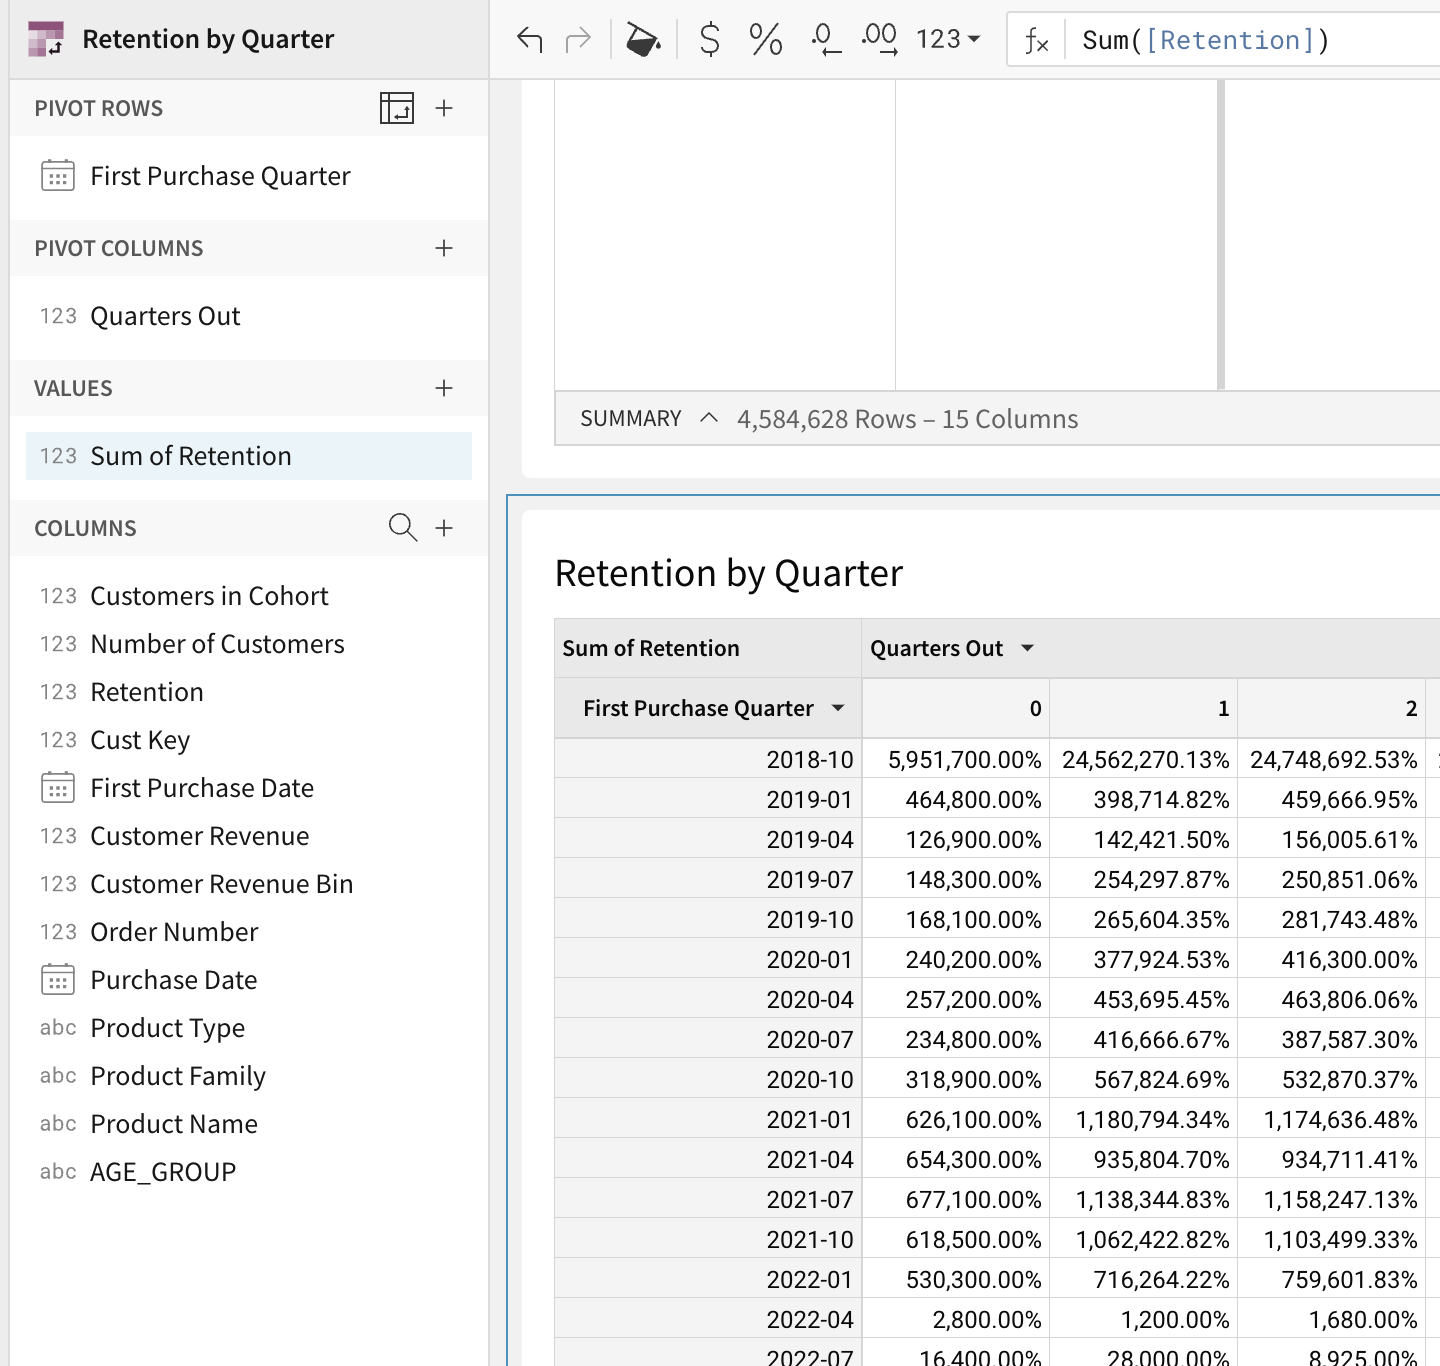 Retention by Quarter
PIVOT ROWS
First Purchase Quarter
PIVOT COLUMNS
123 Quarters Out
VALUES
123 Sum of Retention
COLUMNS
123 Customers in Cohort
123 Number of Customers
123 Retention
123 Cust Key
First Purchase Date
123 Customer Revenue
123 Customer Revenue Bin
123 Order Number
Purchase Date
abc Product Type
abc Product Family
abc Product Name
abc AGE_GROUP
$ % .0 .00 123 fx Sum([Retention])
SUMMARY 4,584,628 Rows – 15 Columns
Retention by Quarter
Sum of Retention Quarters Out
First Purchase Quarter 0 1 2
2018-10 5,951,700.00% 24,562,270.13% 24,748,692.53%
2019-01 464,800.00% 398,714.82% 459,666.95%
2019-04 126,900.00% 142,421.50% 156,005.61%
2019-07 148,300.00% 254,297.87% 250,851.06%
2019-10 168,100.00% 265,604.35% 281,743.48%
2020-01 240,200.00% 377,924.53% 416,300.00%
2020-04 257,200.00% 453,695.45% 463,806.06%
2020-07 234,800.00% 416,666.67% 387,587.30%
2020-10 318,900.00% 567,824.69% 532,870.37%
2021-01 626,100.00% 1,180,794.34% 1,174,636.48%
2021-04 654,300.00% 935,804.70% 934,711.41%
2021-07 677,100.00% 1,138,344.83% 1,158,247.13%
2021-10 618,500.00% 1,062,422.82% 1,103,499.33%
2022-01 530,300.00% 716,264.22% 759,601.83%
2022-04 2,800.00% 1,200.00% 1,680.00%
2022-07 16,400.00% 28,000.00% 8,925.00%